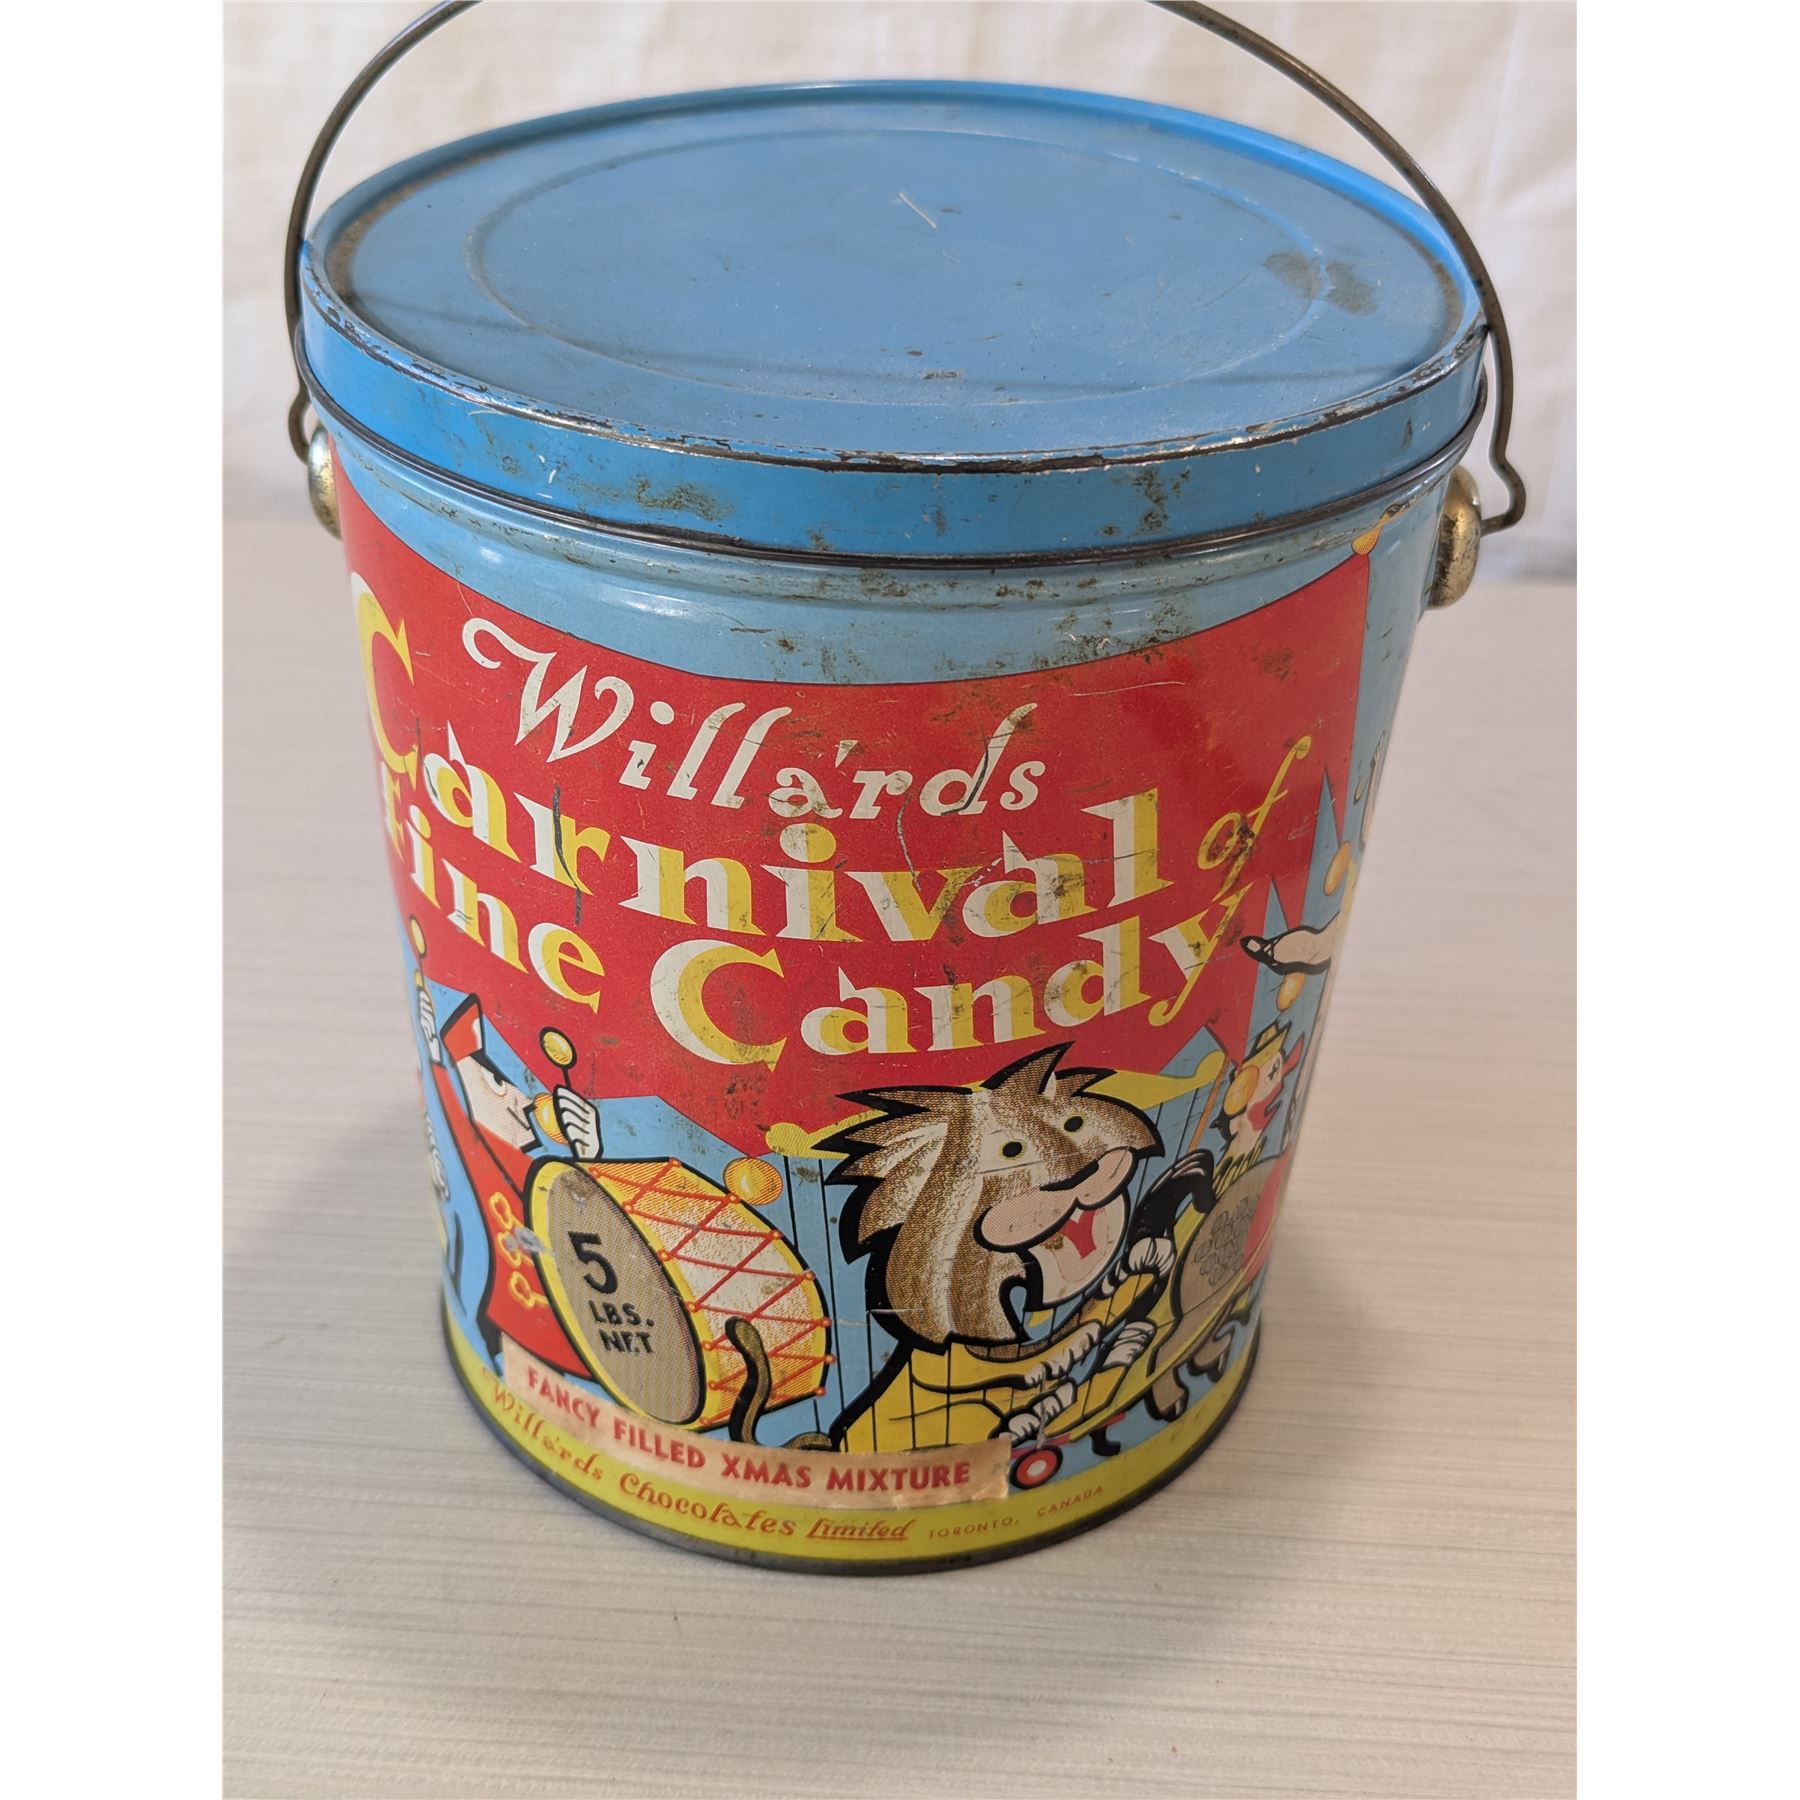 Willards
Carnival of
Fine Candy
5
LBS.
NET
FANCY FILLED XMAS MIXTURE
Willards Chocolates Limited TORONTO, CANADA